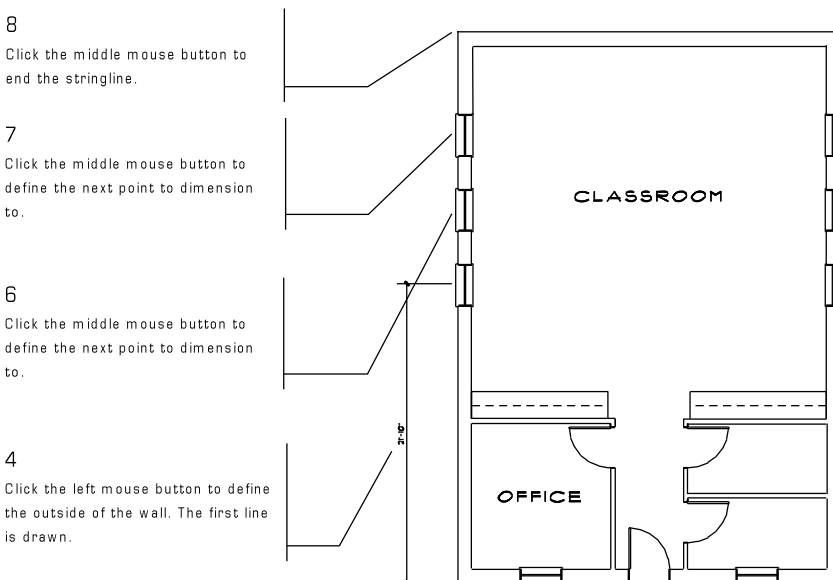 8
Click the middle mouse button to
end the stringline.
7
Click the middle mouse button to
define the next point to dimension
to.
CLASSROOM
6
Click the middle mouse button to
define the next point to dimension
to.
4
Click the left mouse button to define
the outside of the wall. The first line
is drawn.
21'-10"
OFFICE